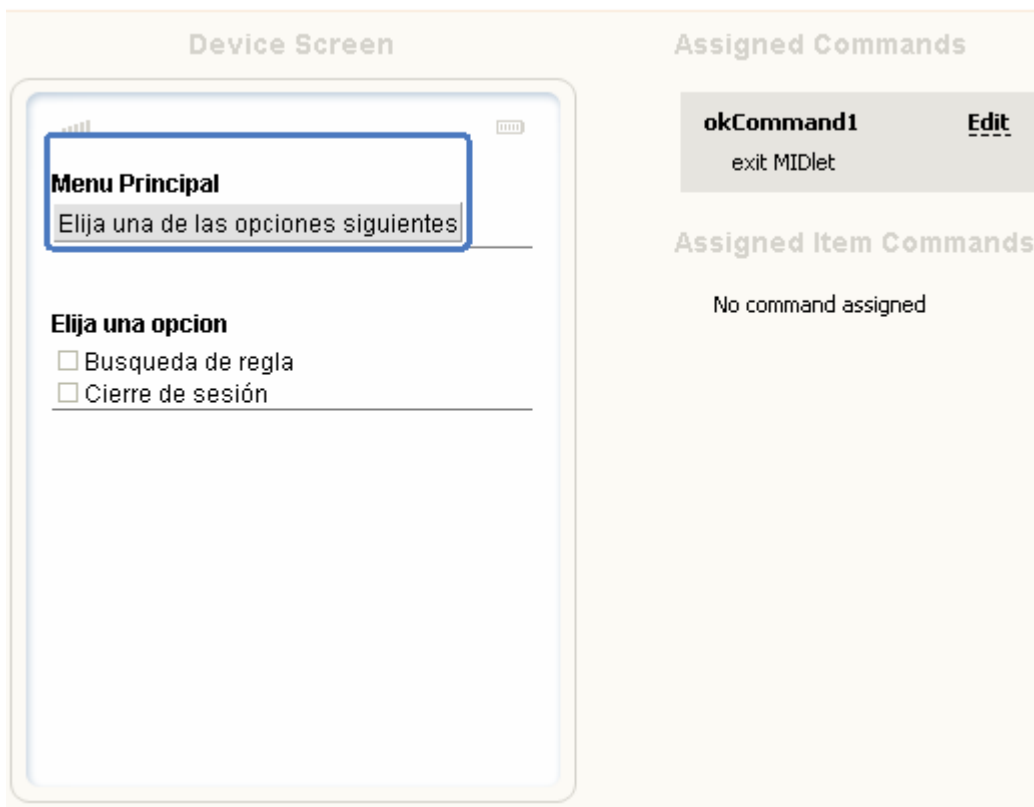 Device Screen
Assigned Commands
okCommand1 Edit
exit MIDlet
Assigned Item Commands
No command assigned
Menu Principal
Elija una de las opciones siguientes
Elija una opcion
Busqueda de regla
Cierre de sesión